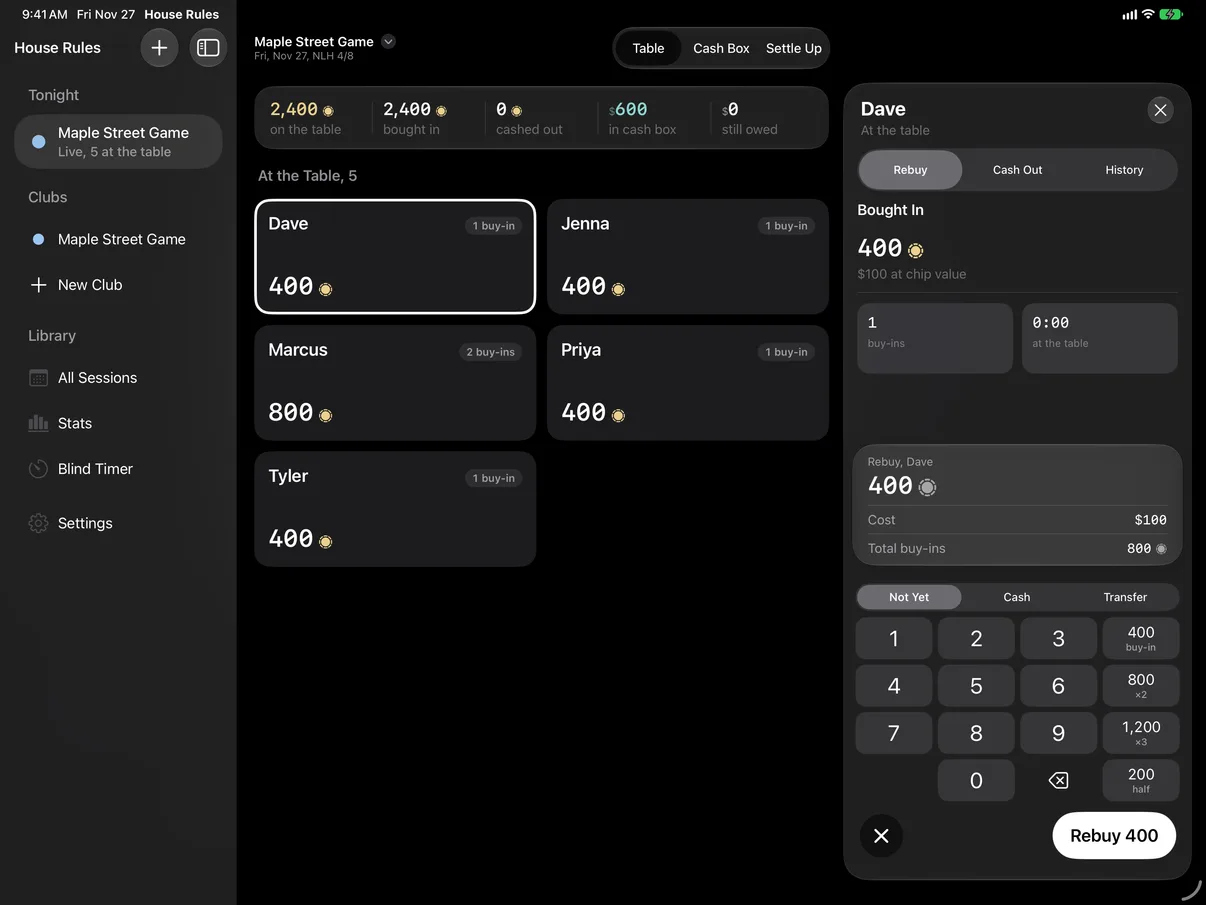 9:41 AM Fri Nov 27 House Rules
House Rules
Tonight
Maple Street Game
Live, 5 at the table
Clubs
Maple Street Game
New Club
Library
All Sessions
Stats
Blind Timer
Settings
Maple Street Game
Fri, Nov 27, NLH 4/8
Table Cash Box Settle Up
2,400 2,400 0 $600 $0
on the table bought in cashed out in cash box still owed
At the Table, 5
Dave 1 buy-in
400
Jenna 1 buy-in
400
Marcus 2 buy-ins
800
Priya 1 buy-in
400
Tyler 1 buy-in
400
Dave
At the table
Rebuy Cash Out History
Bought In
400
$100 at chip value
1
buy-ins
0:00
at the table
Rebuy, Dave
400
Cost $100
Total buy-ins 800
Not Yet Cash Transfer
1 2 3 400
buy-in
4 5 6 800
×2
7 8 9 1,200
×3
0 200
half
Rebuy 400